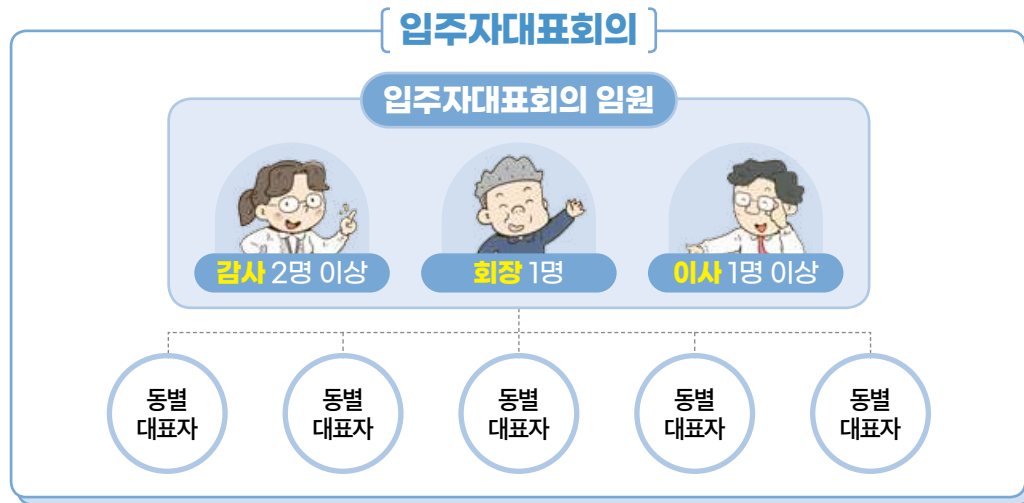 입주자대표회의
입주자대표회의 임원
감사 2명 이상
회장 1명
이사 1명 이상
동별
대표자
동별
대표자
동별
대표자
동별
대표자
동별
대표자